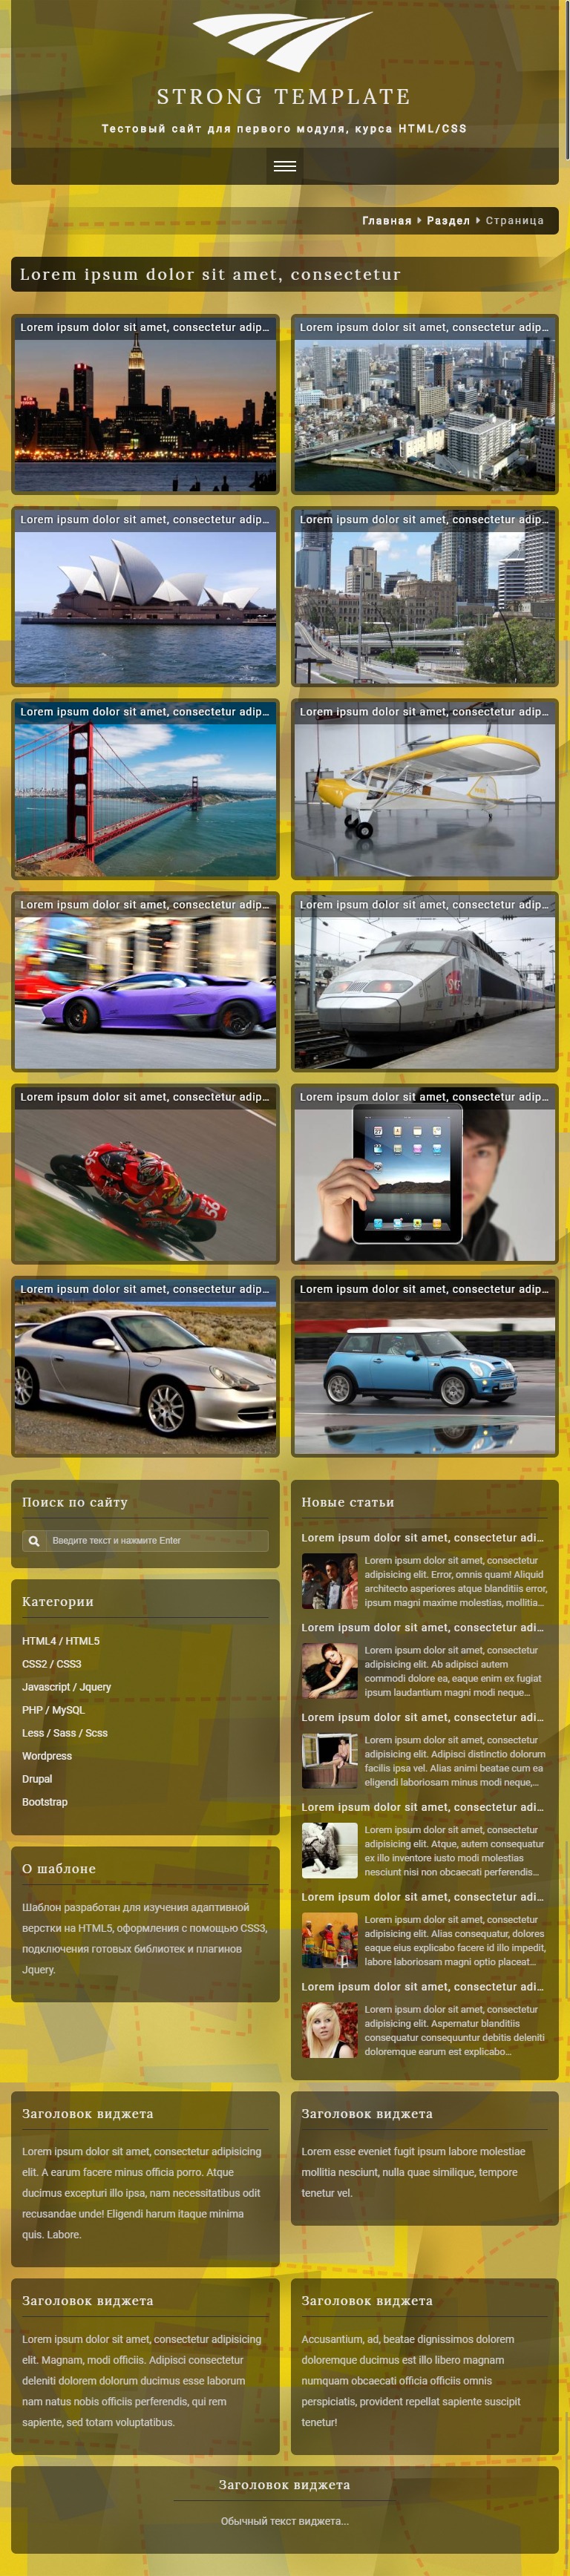 STRONG TEMPLATE
Тестовый сайт для первого модуля, курса HTML/CSS
Главная Раздел Страница
Lorem ipsum dolor sit amet, consectetur
Lorem ipsum dolor sit amet, consectetur adip...
Lorem ipsum dolor sit amet, consectetur adip...
Lorem ipsum dolor sit amet, consectetur adip...
Lorem ipsum dolor sit amet, consectetur adip...
Lorem ipsum dolor sit amet, consectetur adip...
Lorem ipsum dolor sit amet, consectetur adip...
Lorem ipsum dolor sit amet, consectetur adip...
Lorem ipsum dolor sit amet, consectetur adip...
Lorem ipsum dolor sit amet, consectetur adip...
Lorem ipsum dolor sit amet, consectetur adip...
Lorem ipsum dolor sit amet, consectetur adip...
Lorem ipsum dolor sit amet, consectetur adip...
Поиск по сайту
Введите текст и нажмите Enter
Категории
HTML4 / HTML5
CSS2 / CSS3
Javascript / Jquery
PHP / MySQL
Less / Sass / Scss
Wordpress
Drupal
Bootstrap
О шаблоне
Шаблон разработан для изучения адаптивной
верстки на HTML5, оформления с помощью CSS3,
подключения готовых библиотек и плагинов
Jquery.
Новые статьи
Lorem ipsum dolor sit amet, consectetur adi...
Lorem ipsum dolor sit amet, consectetur
adipisicing elit. Error, omnis quam! Aliquid
architecto asperiores atque blanditiis error,
ipsum magni maxime molestias, mollitia...
Lorem ipsum dolor sit amet, consectetur adi...
Lorem ipsum dolor sit amet, consectetur
adipisicing elit. Ab adipisci autem
commodi dolore ea, eaque enim ex fugiat
ipsum laudantium magni modi neque...
Lorem ipsum dolor sit amet, consectetur adi...
Lorem ipsum dolor sit amet, consectetur
adipisicing elit. Adipisci distinctio dolorum
facilis ipsa vel. Alias animi beatae cum ea
eligendi laboriosam minus modi neque,...
Lorem ipsum dolor sit amet, consectetur adi...
Lorem ipsum dolor sit amet, consectetur
adipisicing elit. Atque, autem consequatur
ex illo inventore iusto modi molestias
nesciunt nisi non obcaecati perferendis...
Lorem ipsum dolor sit amet, consectetur adi...
Lorem ipsum dolor sit amet, consectetur
adipisicing elit. Alias consequatur, dolores
eaque eius explicabo facere id illo impedit,
labore laboriosam magni optio placeat...
Lorem ipsum dolor sit amet, consectetur adi...
Lorem ipsum dolor sit amet, consectetur
adipisicing elit. Aspernatur blanditiis
consequatur consequuntur debitis deleniti
doloremque earum est explicabo...
Заголовок виджета
Lorem ipsum dolor sit amet, consectetur adipisicing
elit. A earum facere minus officia porro. Atque
ducimus excepturi illo ipsa, nam necessitatibus odit
recusandae unde! Eligendi harum itaque minima
quis. Labore.
Заголовок виджета
Lorem esse eveniet fugit ipsum labore molestiae
mollitia nesciunt, nulla quae similique, tempore
tenetur vel.
Заголовок виджета
Lorem ipsum dolor sit amet, consectetur adipisicing
elit. Magnam, modi officiis. Adipisci consectetur
deleniti dolorem dolorum ducimus esse laborum
nam natus nobis officiis perferendis, qui rem
sapiente, sed totam voluptatibus.
Заголовок виджета
Accusantium, ad, beatae dignissimos dolorem
doloremque ducimus est illo libero magnam
numquam obcaecati officia officiis omnis
perspiciatis, provident repellat sapiente suscipit
tenetur!
Заголовок виджета
Обычный текст виджета...